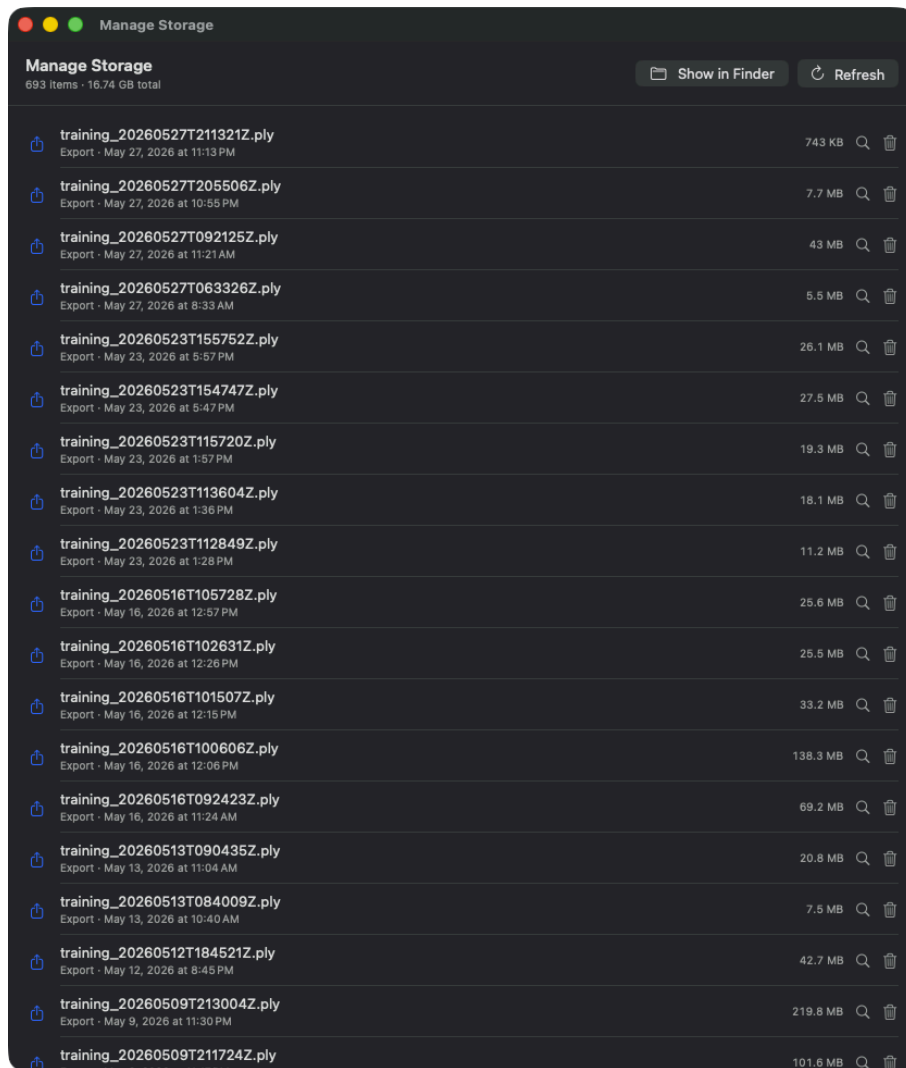 Manage Storage
Manage Storage
693 items · 16.74 GB total
Show in Finder
Refresh
training_20260527T211321Z.ply
Export · May 27, 2026 at 11:13 PM
743 KB
training_20260527T205506Z.ply
Export · May 27, 2026 at 10:55 PM
7.7 MB
training_20260527T092125Z.ply
Export · May 27, 2026 at 11:21 AM
43 MB
training_20260527T063326Z.ply
Export · May 27, 2026 at 8:33 AM
5.5 MB
training_20260523T155752Z.ply
Export · May 23, 2026 at 5:57 PM
26.1 MB
training_20260523T154747Z.ply
Export · May 23, 2026 at 5:47 PM
27.5 MB
training_20260523T115720Z.ply
Export · May 23, 2026 at 1:57 PM
19.3 MB
training_20260523T113604Z.ply
Export · May 23, 2026 at 1:36 PM
18.1 MB
training_20260523T112849Z.ply
Export · May 23, 2026 at 1:28 PM
11.2 MB
training_20260516T105728Z.ply
Export · May 16, 2026 at 12:57 PM
25.6 MB
training_20260516T102631Z.ply
Export · May 16, 2026 at 12:26 PM
25.5 MB
training_20260516T101507Z.ply
Export · May 16, 2026 at 12:15 PM
33.2 MB
training_20260516T100606Z.ply
Export · May 16, 2026 at 12:06 PM
138.3 MB
training_20260516T092423Z.ply
Export · May 16, 2026 at 11:24 AM
69.2 MB
training_20260513T090435Z.ply
Export · May 13, 2026 at 11:04 AM
20.8 MB
training_20260513T084009Z.ply
Export · May 13, 2026 at 10:40 AM
7.5 MB
training_20260512T184521Z.ply
Export · May 12, 2026 at 8:45 PM
42.7 MB
training_20260509T213004Z.ply
Export · May 9, 2026 at 11:30 PM
219.8 MB
training_20260509T211724Z.ply
101.6 MB